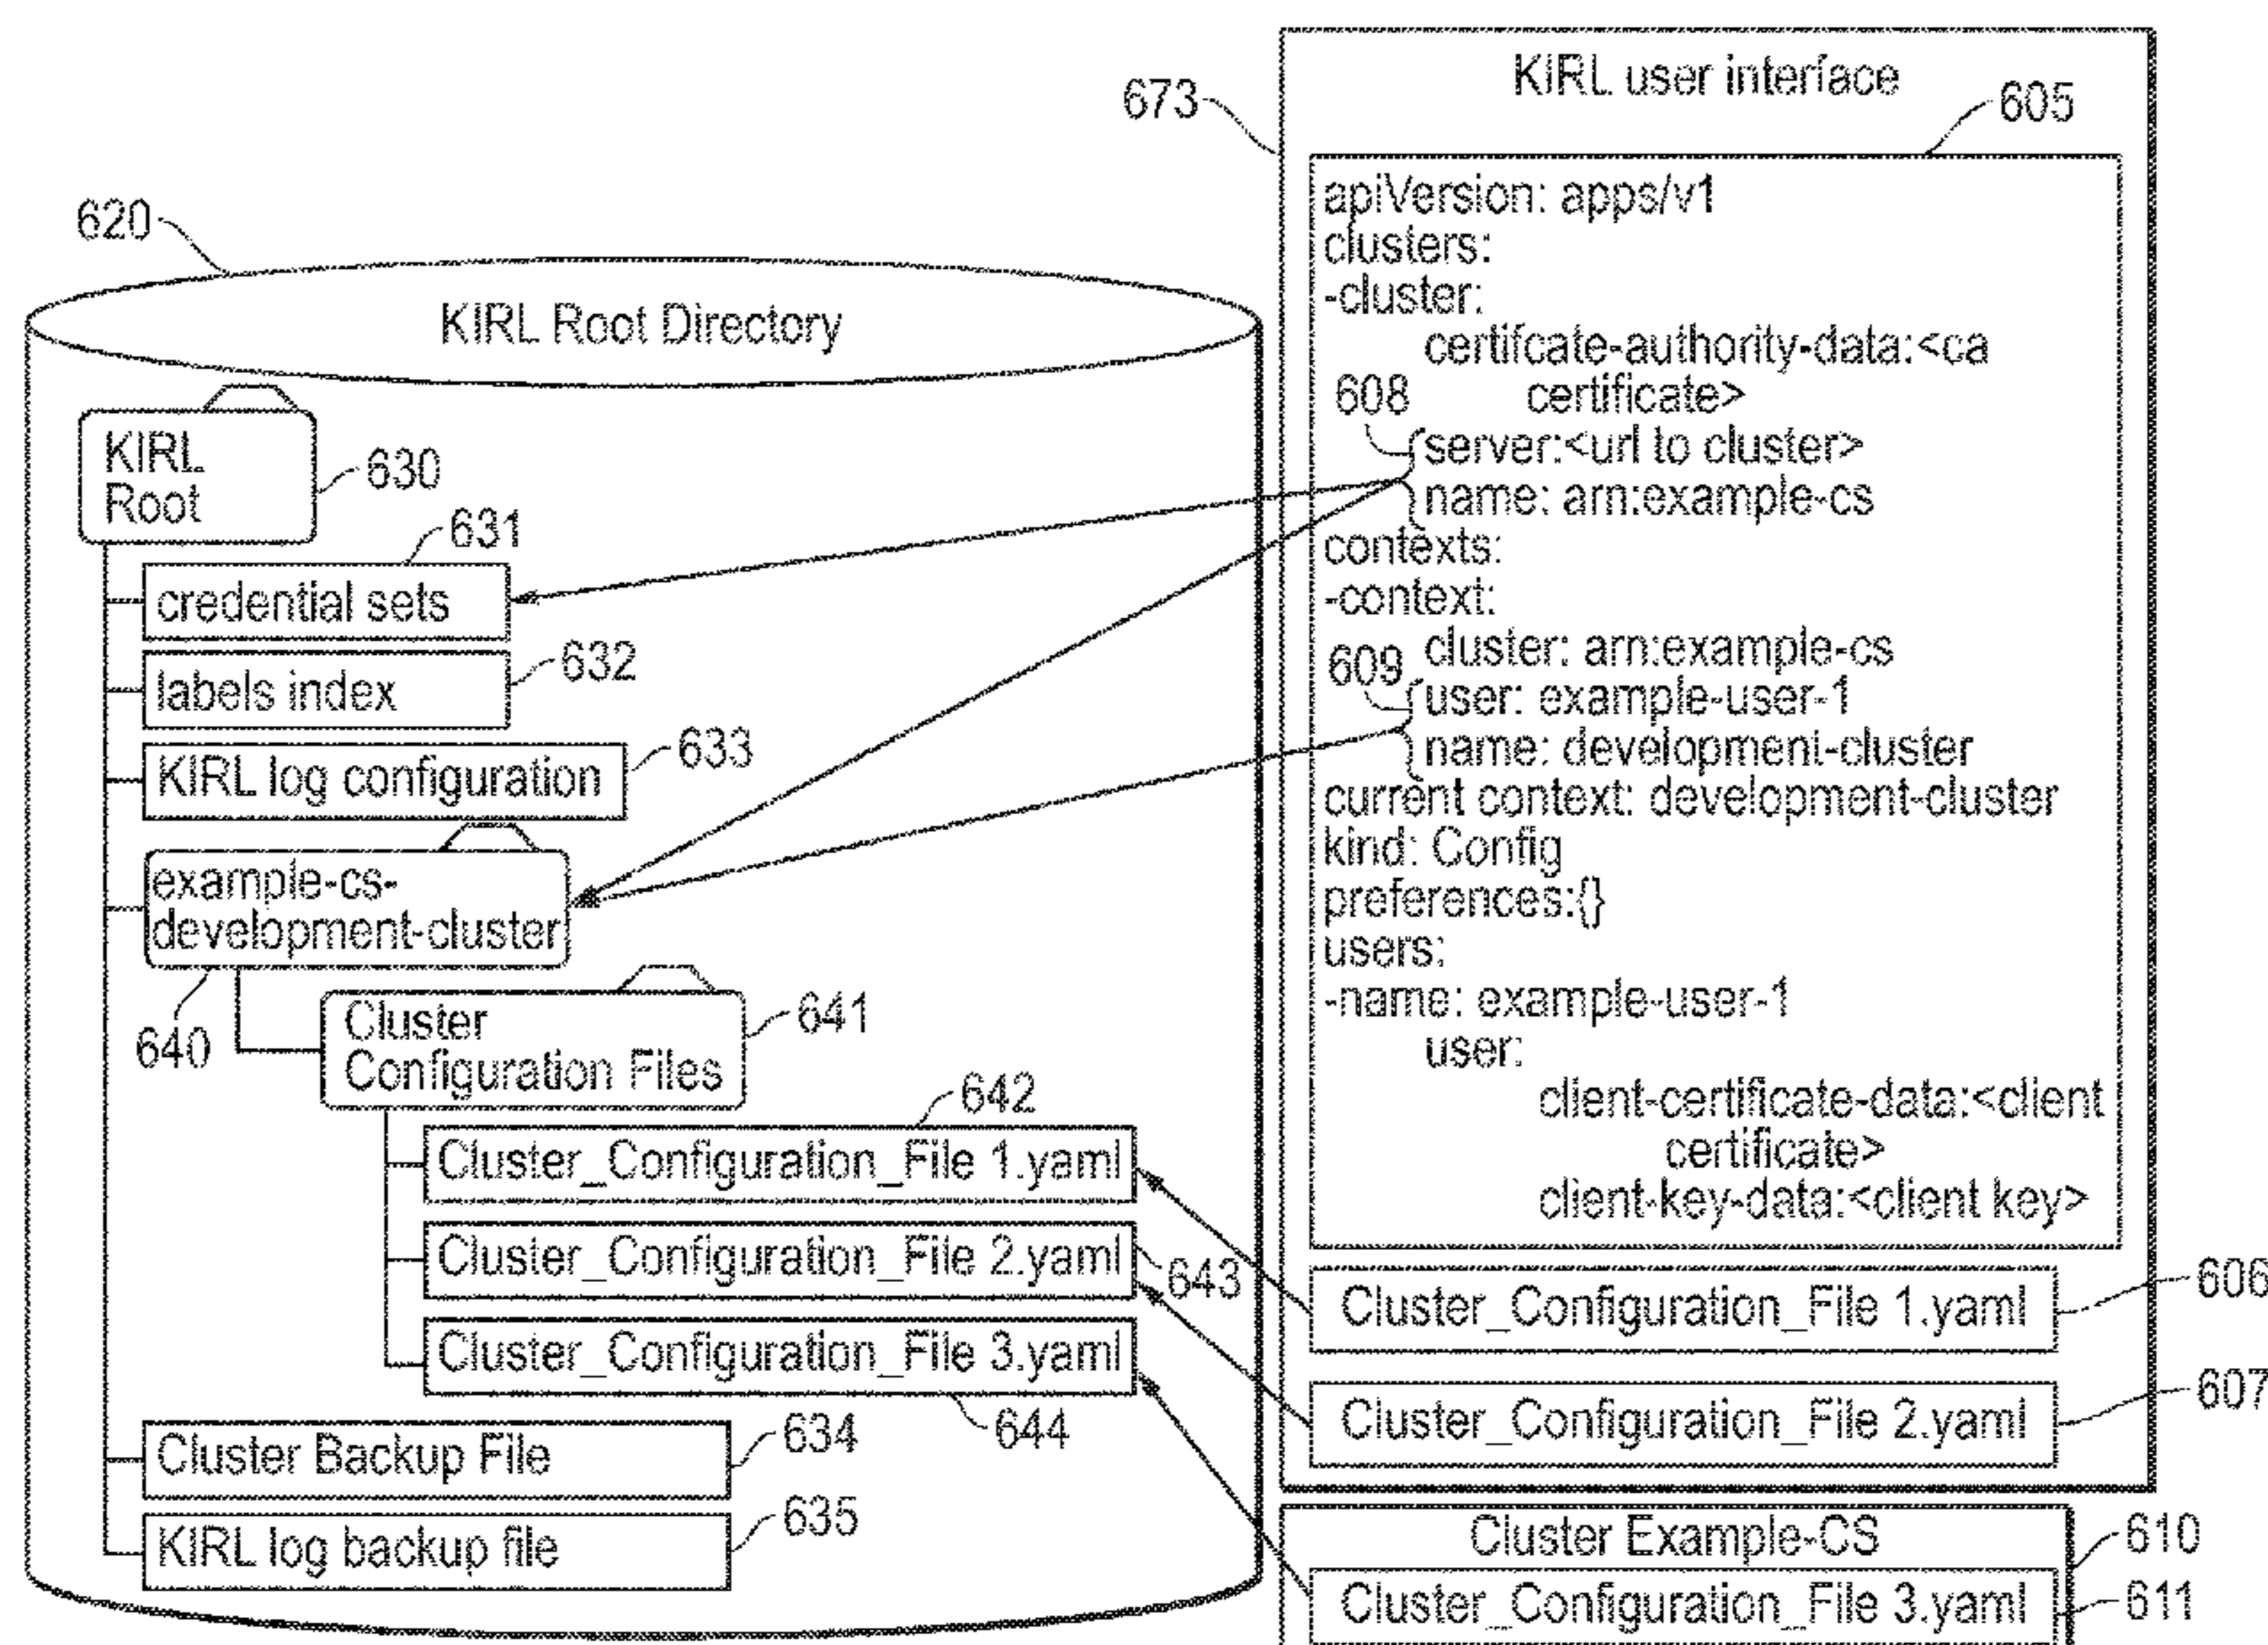 620
KIRL Root Directory
KIRL
Root
630
631
credential sets
632
labels index
633
KIRL log configuration
example-cs-
development-cluster
640
Cluster
Configuration Files
641
642
Cluster_Configuration_File 1.yaml
Cluster_Configuration_File 2.yaml
643
Cluster_Configuration_File 3.yaml
644
Cluster Backup File
634
KIRL log backup file
635
673
KIRL user interface
605
apiVersion: apps/v1
clusters:
-cluster:
certifcate-authority-data:<ca
certificate>
608
server:<url to cluster>
name: arn:example-cs
contexts:
-context:
cluster: arn:example-cs
609
user: example-user-1
name: development-cluster
current context: development-cluster
kind: Config
preferences:{}
users:
-name: example-user-1
user:
client-certificate-data:<client
certificate>
client-key-data:<client key>
Cluster_Configuration_File 1.yaml
606
Cluster_Configuration_File 2.yaml
607
Cluster Example-CS
610
Cluster_Configuration_File 3.yaml
611